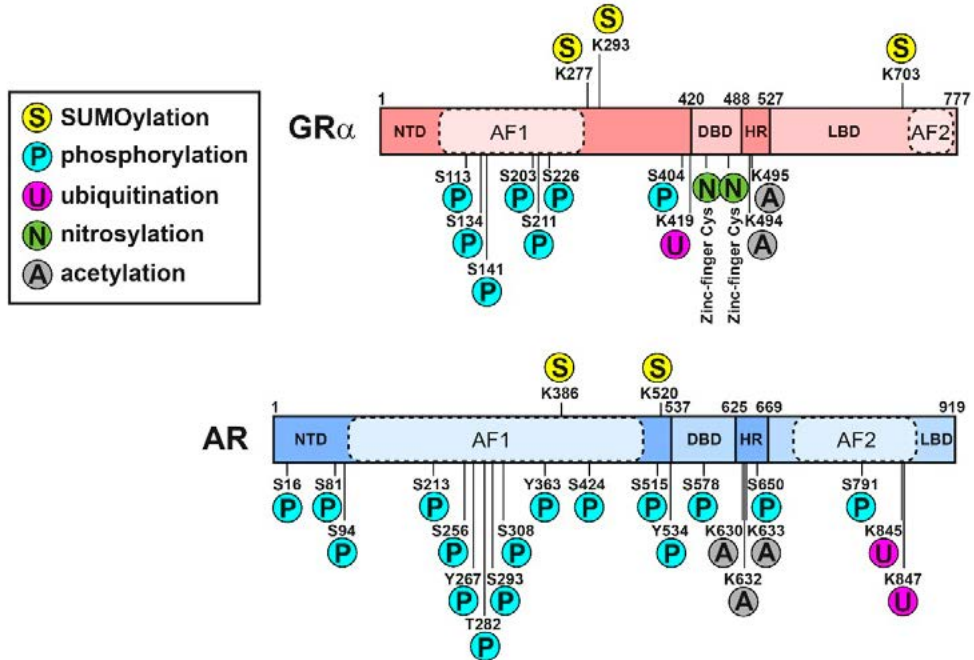 S
K293
S
K277
S
K703
1
420
488
527
777
GRα
NTD
AF1
DBD
HR
LBD
AF2
S SUMOylation
P phosphorylation
U ubiquitination
N nitrosylation
A acetylation
S113
P
S203
P
S226
P
S404
P
N
N
K495
A
S134
P
S211
P
K419
U
K494
A
S141
P
Zinc-finger Cys
Zinc-finger Cys
S
K386
S
K520
1
537
625
669
919
AR
NTD
AF1
DBD
HR
AF2
LBD
S16
P
S81
P
S213
P
Y363
P
S424
P
S515
P
S578
P
S650
P
S791
P
S94
P
S256
P
S308
P
Y534
P
K630
A
K633
A
K845
U
Y267
P
S293
P
K632
A
K847
U
T282
P